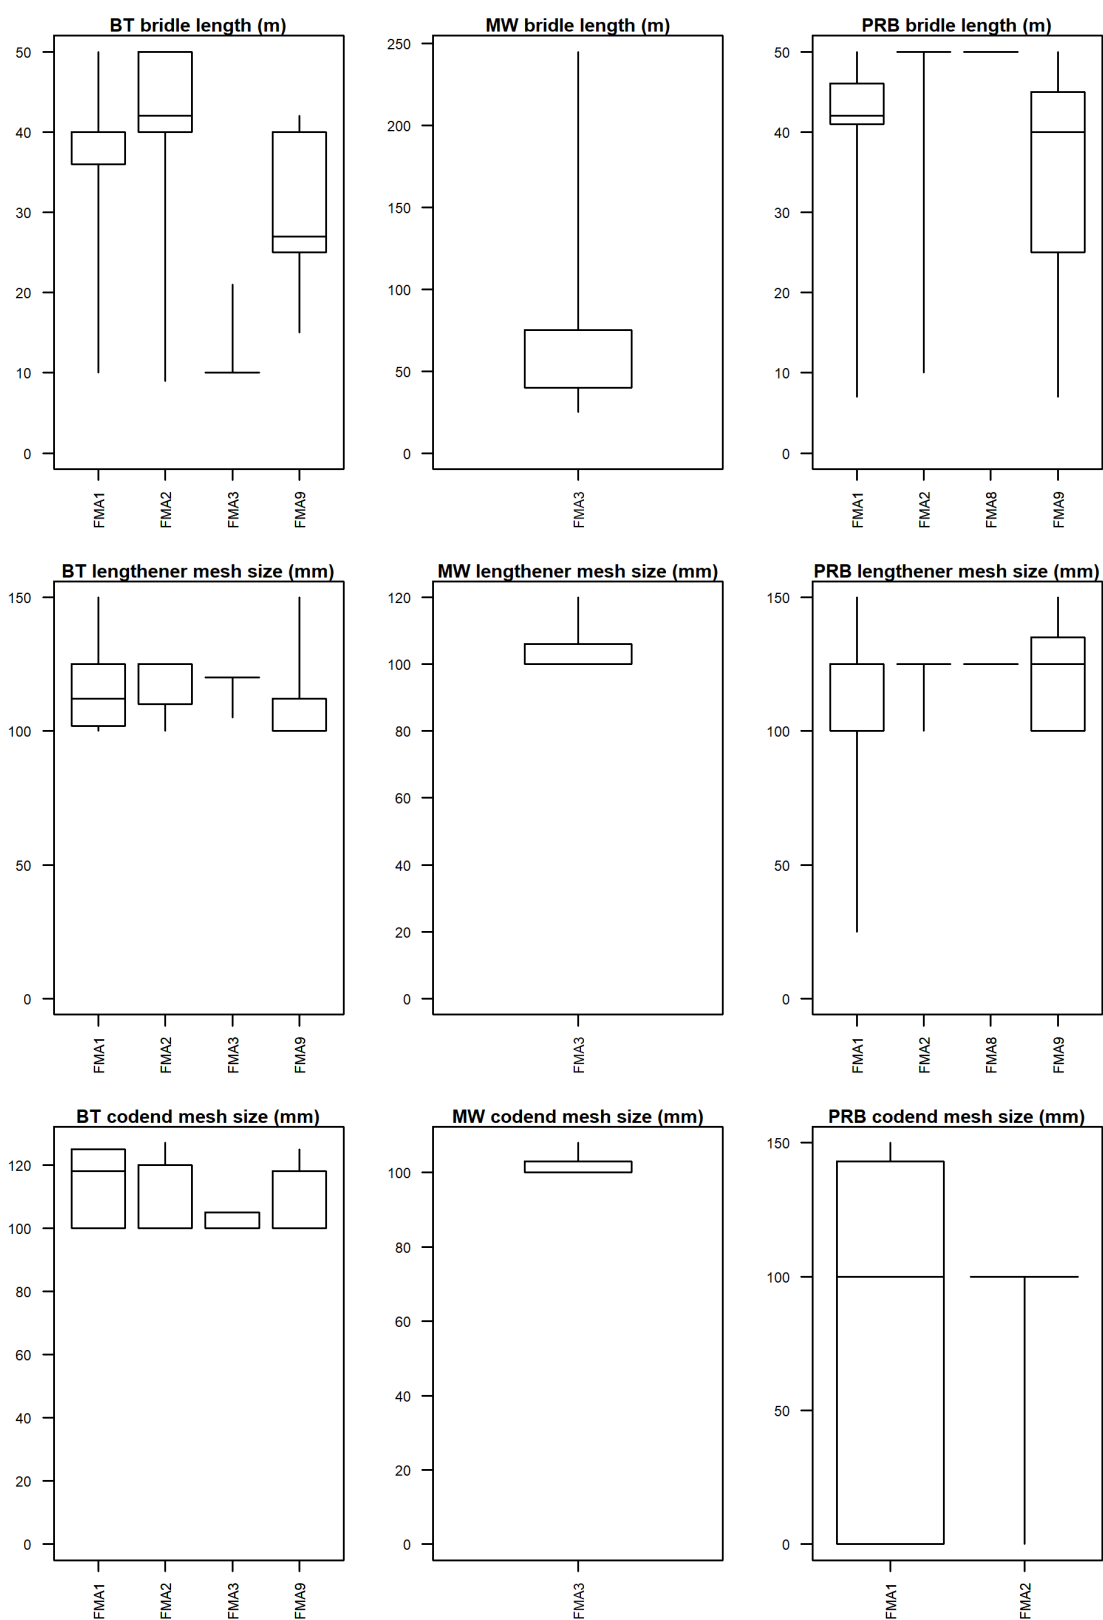 BT bridle length (m)
50
40
30
20
10
0
FMA1
FMA2
FMA3
FMA9
MW bridle length (m)
250
200
150
100
50
0
FMA3
PRB bridle length (m)
50
40
30
20
10
0
FMA1
FMA2
FMA8
FMA9
BT lengthener mesh size (mm)
150
100
50
0
FMA1
FMA2
FMA3
FMA9
MW lengthener mesh size (mm)
120
100
80
60
40
20
0
FMA3
PRB lengthener mesh size (mm)
150
100
50
0
FMA1
FMA2
FMA8
FMA9
BT codend mesh size (mm)
120
100
80
60
40
20
0
FMA1
FMA2
FMA3
FMA9
MW codend mesh size (mm)
100
80
60
40
20
0
FMA3
PRB codend mesh size (mm)
150
100
50
0
FMA1
FMA2